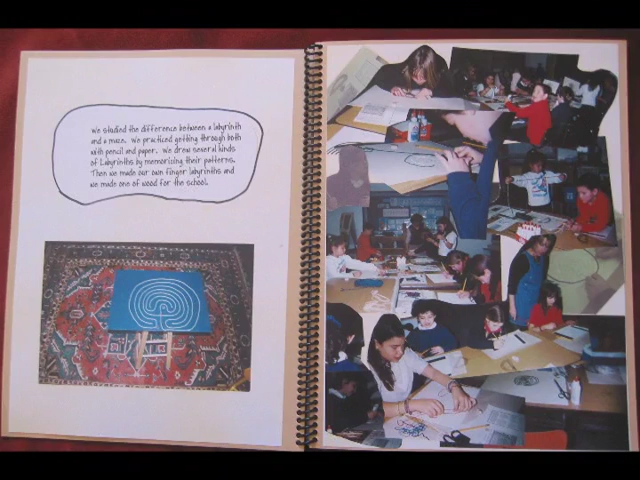 We studied the difference between a labyrinth
and a maze. We practiced getting through both
with pencil and paper. We drew several kinds
of Labyrinths by memorizing their patterns.
Then we made our own finger labyrinths and
we made one of wood for the school.